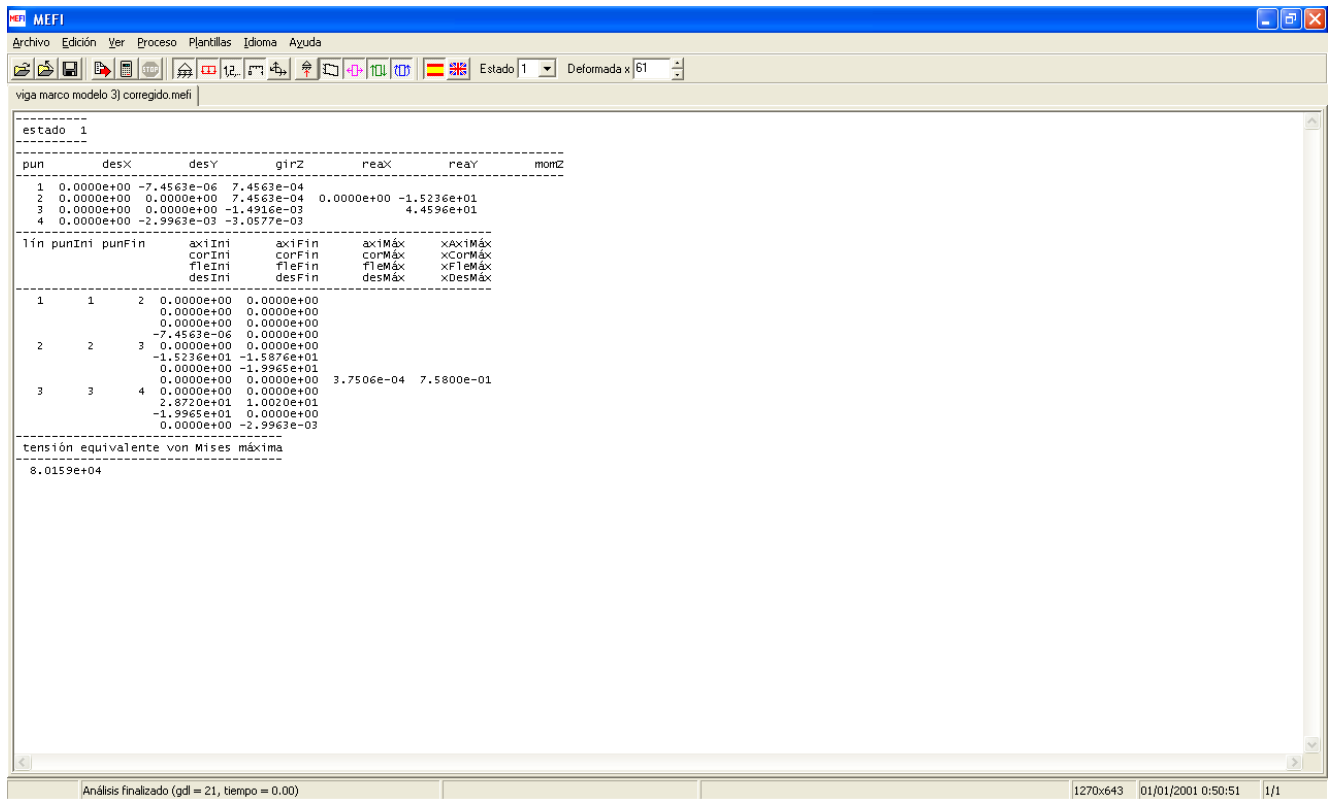 MEFI
Archivo Edición Ver Proceso Plantillas Idioma Ayuda
Estado 1 Deformada x 61
viga marco modelo 3) corregido.mefi
----------
estado 1
----------
pun desX desY girZ reaX reaY momZ
1 0.0000e+00 -7.4563e-06 7.4563e-04
2 0.0000e+00 0.0000e+00 7.4563e-04 0.0000e+00 -1.5236e+01
3 0.0000e+00 0.0000e+00 -1.4916e-03 4.4596e+01
4 0.0000e+00 -2.9963e-03 -3.0577e-03
lín punIni punFin axiIni axiFin axiMáx xAxiMáx
corIni corFin corMáx xCorMáx
fleIni fleFin fleMáx xFleMáx
desIni desFin desMáx xDesMáx
1 1 2 0.0000e+00 0.0000e+00
0.0000e+00 0.0000e+00
0.0000e+00 0.0000e+00
-7.4563e-06 0.0000e+00
2 2 3 0.0000e+00 0.0000e+00
-1.5236e+01 -1.5876e+01
0.0000e+00 -1.9965e+01
0.0000e+00 0.0000e+00 3.7506e-04 7.5800e-01
3 3 4 0.0000e+00 0.0000e+00
2.8720e+01 1.0020e+01
-1.9965e+01 0.0000e+00
0.0000e+00 -2.9963e-03
tensión equivalente von Mises máxima
8.0159e+04
Análisis finalizado (gdl = 21, tiempo = 0.00) 1270x643 01/01/2001 0:50:51 1/1